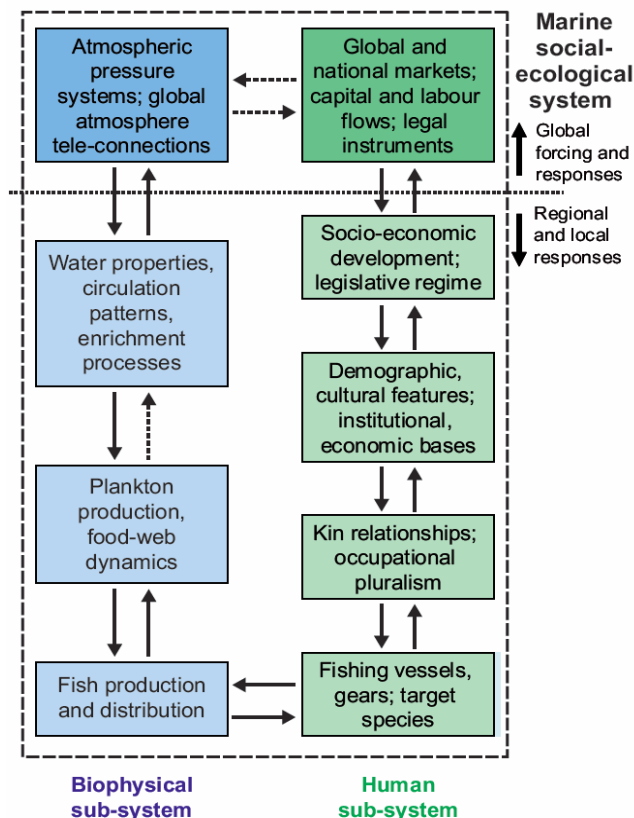 Atmospheric
pressure
systems; global
atmosphere
tele-connections
Global and
national markets;
capital and labour
flows; legal
instruments
Marine
social-
ecological
system
Global
forcing and
responses
Regional
and local
responses
Water properties,
circulation
patterns,
enrichment
processes
Socio-economic
development;
legislative regime
Demographic,
cultural features;
institutional,
economic bases
Plankton
production,
food-web
dynamics
Kin relationships;
occupational
pluralism
Fish production
and distribution
Fishing vessels,
gears; target
species
Biophysical
sub-system
Human
sub-system